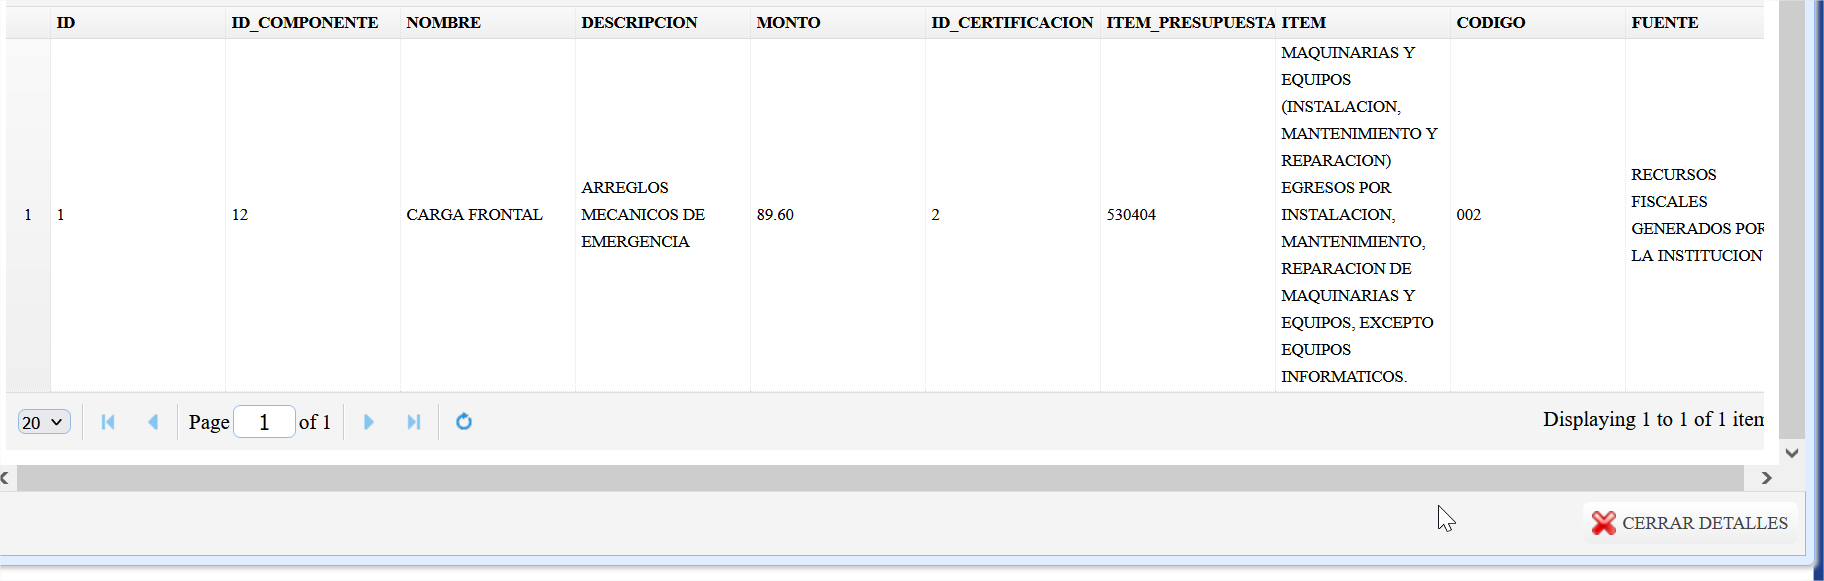 ID ID_COMPONENTE NOMBRE DESCRIPCION MONTO ID_CERTIFICACION ITEM_PRESUPUESTA ITEM CODIGO FUENTE
1 1 12 CARGA FRONTAL
ARREGLOS
MECANICOS DE
EMERGENCIA
89.60 2 530404
MAQUINARIAS Y
EQUIPOS
(INSTALACION,
MANTENIMIENTO Y
REPARACION)
EGRESOS POR
INSTALACION,
MANTENIMIENTO,
REPARACION DE
MAQUINARIAS Y
EQUIPOS, EXCEPTO
EQUIPOS
INFORMATICOS.
002
RECURSOS
FISCALES
GENERADOS POR
LA INSTITUCION
20 Page 1 of 1 Displaying 1 to 1 of 1 item
CERRAR DETALLES